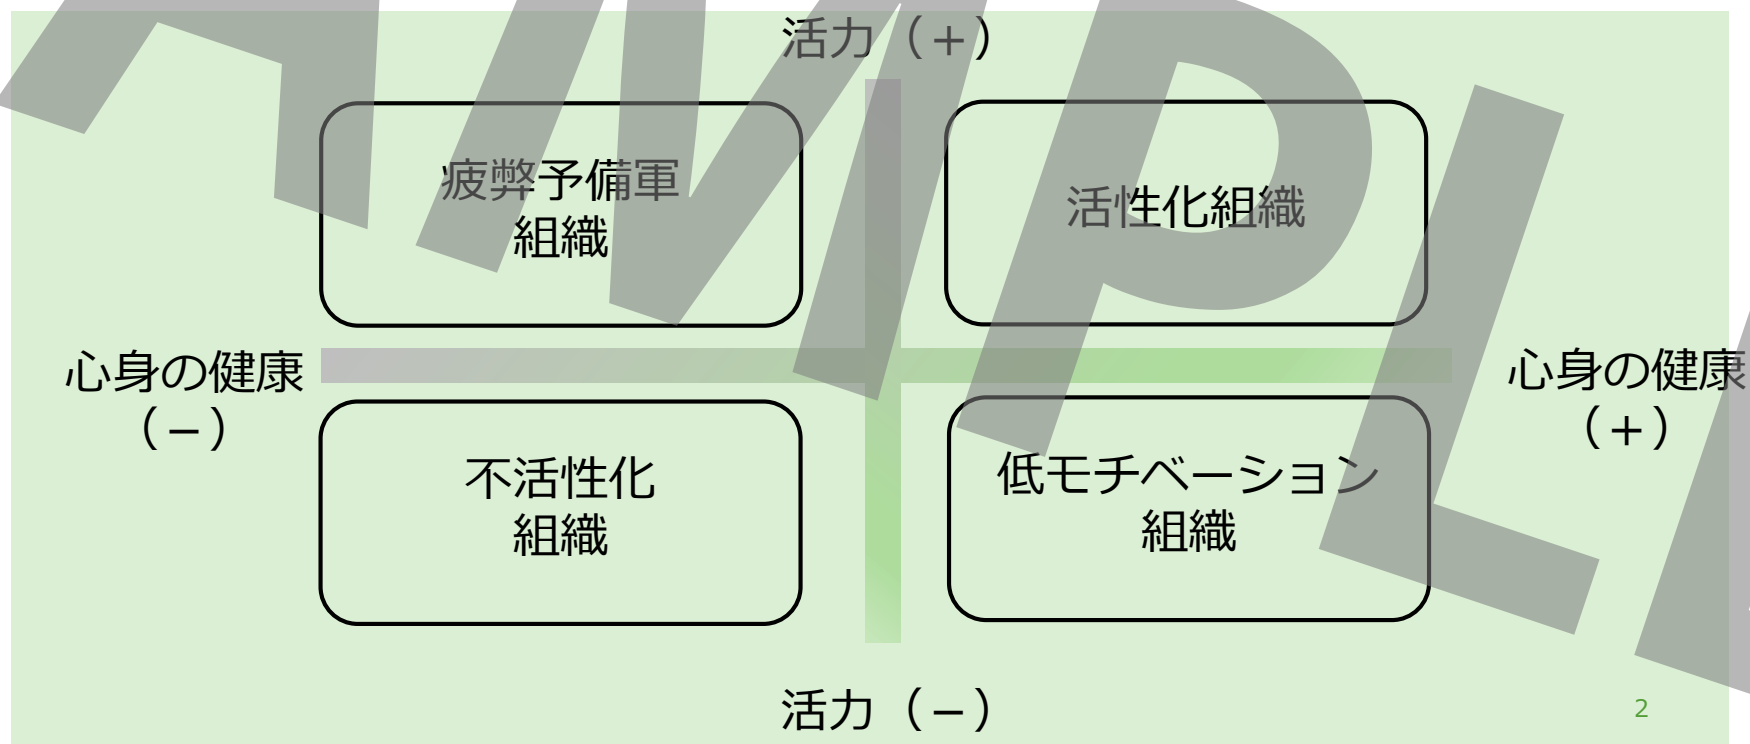 活力（＋）
疲弊予備軍
組織
活性化組織
心身の健康
（－）
心身の健康
（＋）
不活性化
組織
低モチベーション
組織
活力（－）
2
AMPL